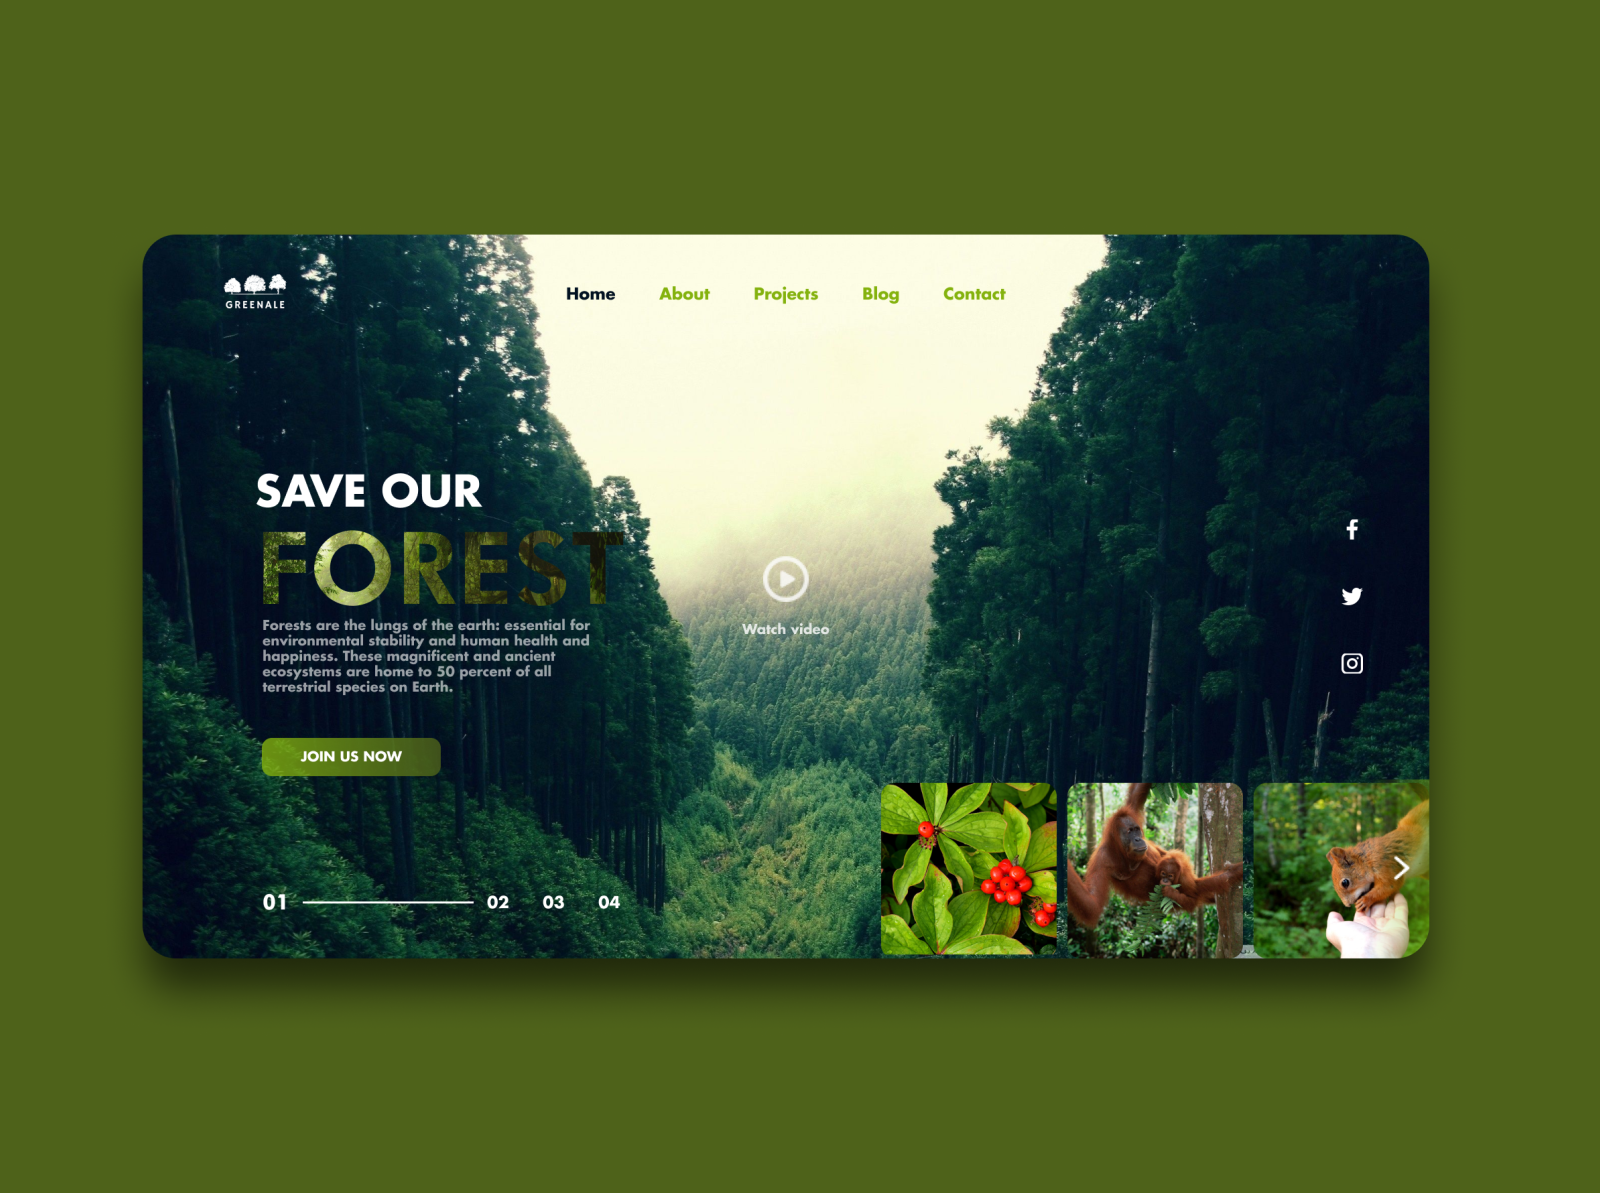 GREENALE
Home About Projects Blog Contact
SAVE OUR
FOREST
Forests are the lungs of the earth: essential for
environmental stability and human health and
happiness. These magnificent and ancient
ecosystems are home to 50 percent of all
terrestrial species on Earth.
Watch video
JOIN US NOW
01 02 03 04